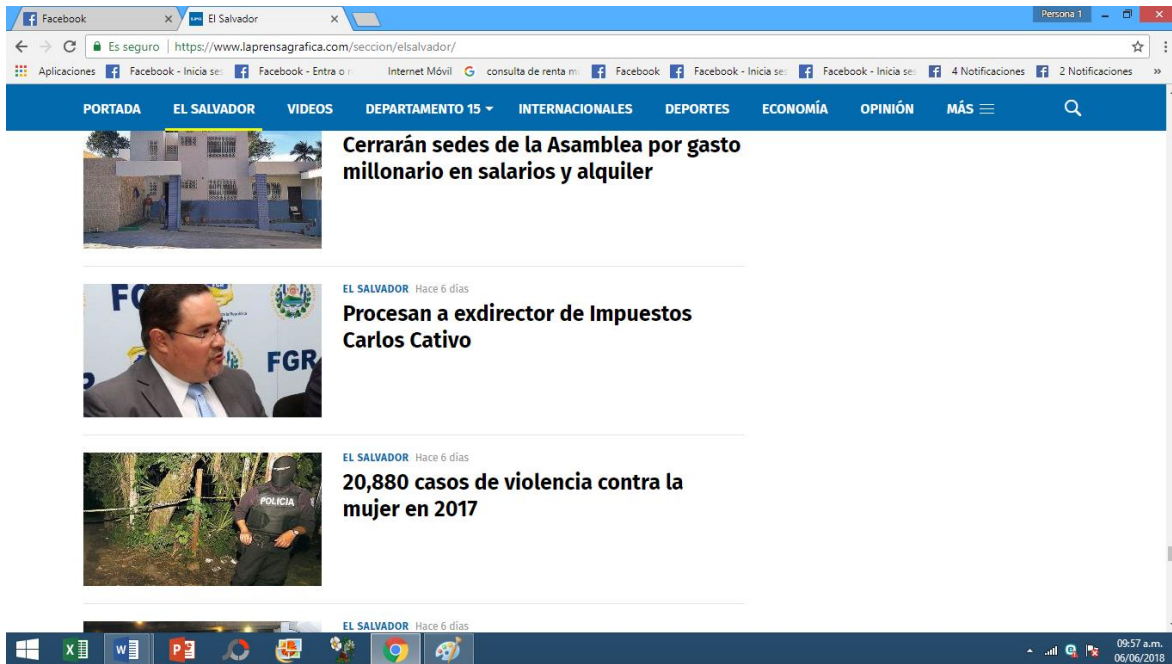 Facebook
El Salvador
Persona 1
Es seguro | https://www.laprensagrafica.com/seccion/elsalvador/
Aplicaciones Facebook - Inicia ses Facebook - Entra o r Internet Móvil consulta de renta m Facebook Facebook - Inicia ses Facebook - Inicia ses 4 Notificaciones 2 Notificaciones »
PORTADA EL SALVADOR VIDEOS DEPARTAMENTO 15 INTERNACIONALES DEPORTES ECONOMÍA OPINIÓN MÁS
Cerrarán sedes de la Asamblea por gasto
millonario en salarios y alquiler
FGR
EL SALVADOR Hace 6 días
Procesan a exdirector de Impuestos
Carlos Cativo
POLICIA
EL SALVADOR Hace 6 días
20,880 casos de violencia contra la
mujer en 2017
EL SALVADOR Hace 6 días
09:57 a.m.
06/06/2018